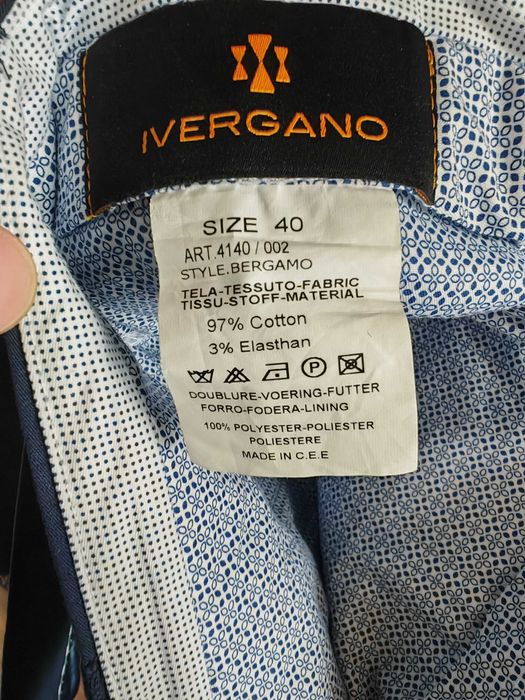 IVERGANO
SIZE 40
ART.4140/002
STYLE.BERGAMO
TELA-TESSUTO-FABRIC
TISSU-STOFF-MATERIAL
97% Cotton
3% Elasthan
P
DOUBLURE-VOERING-FUTTER
FORRO-FODERA-LINING
100% POLYESTER-POLIESTER
POLIESTERE
MADE IN C.E.E